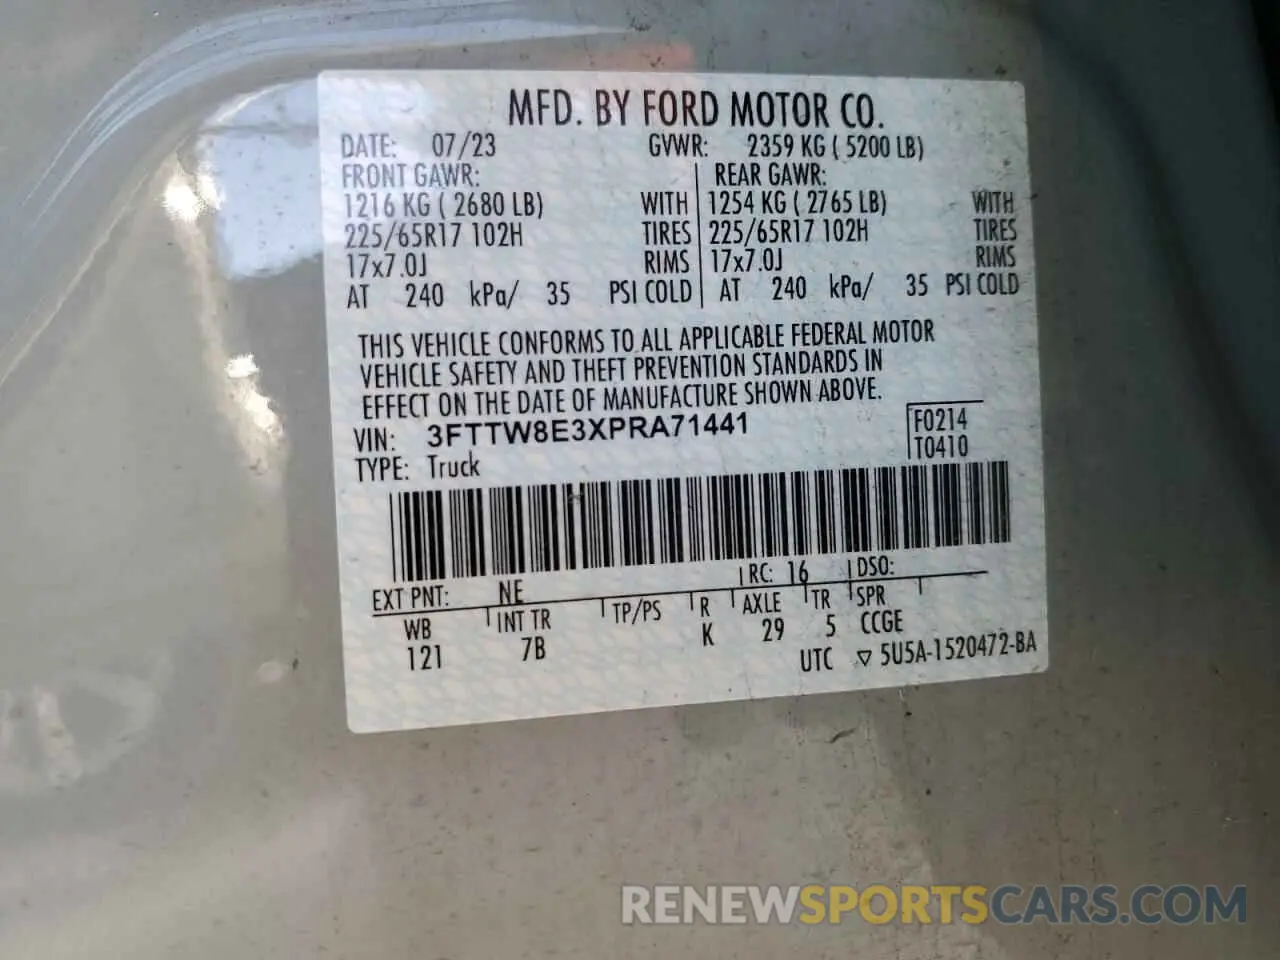 MFD. BY FORD MOTOR CO.
DATE: 07/23 GVWR: 2359 KG ( 5200 LB)
FRONT GAWR: REAR GAWR:
1216 KG ( 2680 LB) WITH 1254 KG ( 2765 LB) WITH
225/65R17 102H TIRES 225/65R17 102H TIRES
17x7.0J RIMS 17x7.0J RIMS
AT 240 kPa/ 35 PSI COLD AT 240 kPa/ 35 PSI COLD
THIS VEHICLE CONFORMS TO ALL APPLICABLE FEDERAL MOTOR
VEHICLE SAFETY AND THEFT PREVENTION STANDARDS IN
EFFECT ON THE DATE OF MANUFACTURE SHOWN ABOVE.
VIN: 3FTTW8E3XPRA71441 F0214
TYPE: Truck T0410
EXT PNT: NE RC: 16 DSO:
WB INT TR TP/PS R AXLE TR SPR
121 7B K 29 5 CCGE
UTC ▽ 5U5A-1520472-BA
RENEWSPORTSCARS.COM